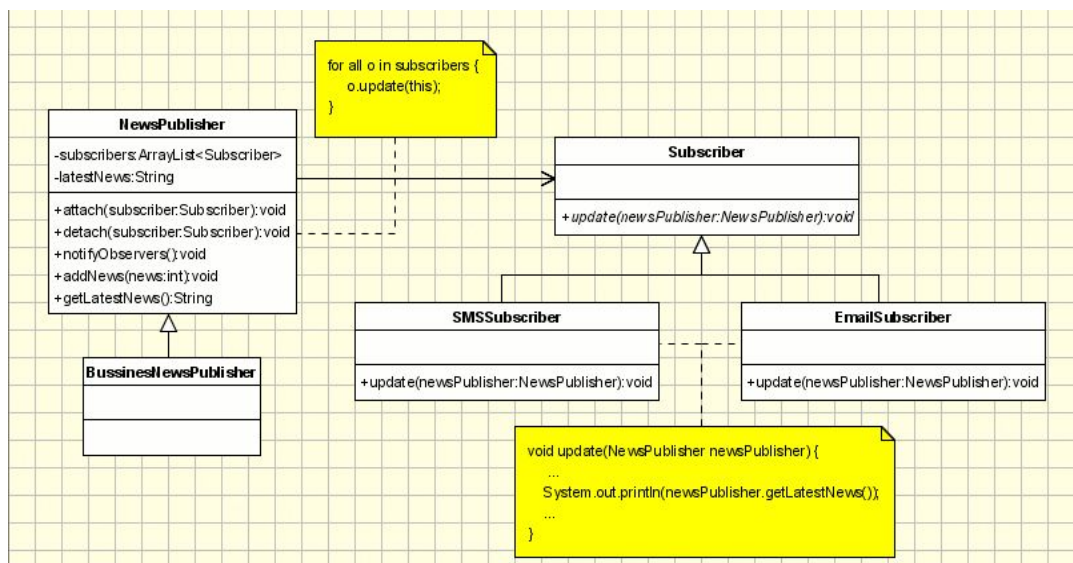 for all o in subscribers {
o.update(this);
}
NewsPublisher
-subscribers:ArrayList<Subscriber>
-latestNews:String
+attach(subscriber:Subscriber):void
+detach(subscriber:Subscriber):void
+notifyObservers():void
+addNews(news:int):void
+getLatestNews():String
Subscriber
+update(newsPublisher:NewsPublisher):void
BussinesNewsPublisher
SMSSubscriber
+update(newsPublisher:NewsPublisher):void
EmailSubscriber
+update(newsPublisher:NewsPublisher):void
void update(NewsPublisher newsPublisher) {
...
System.out.println(newsPublisher.getLatestNews());
...
}